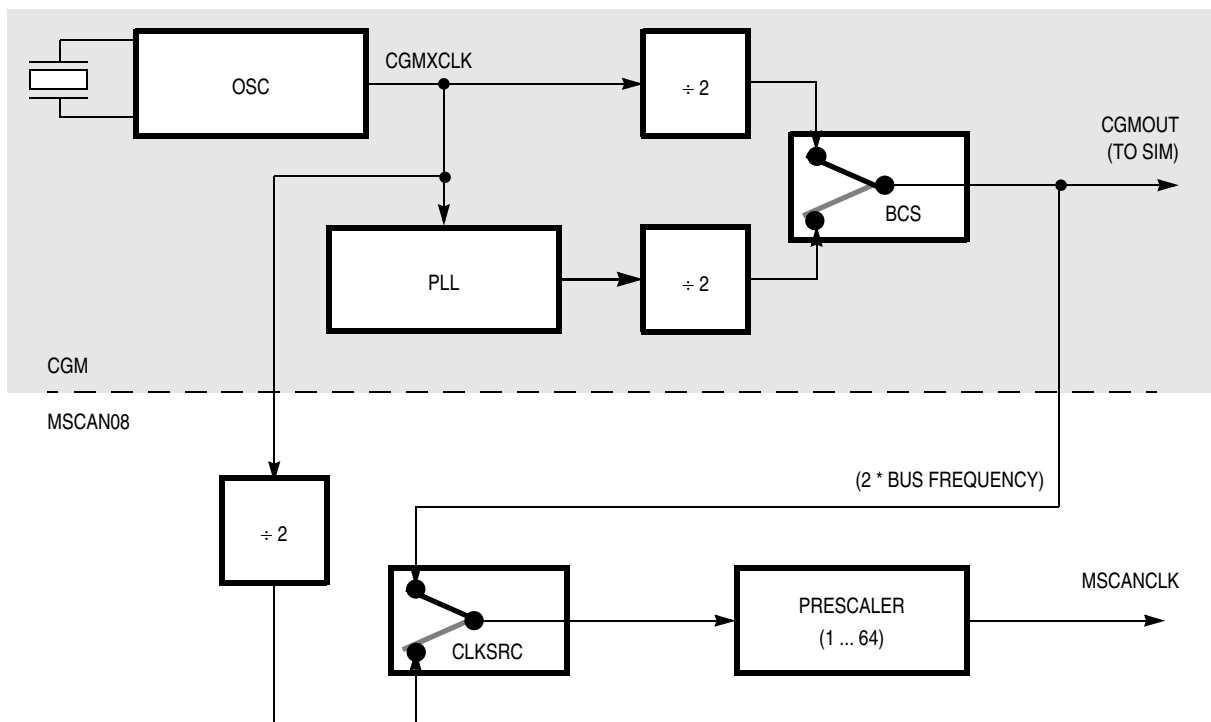 CGMXCLK
OSC
÷ 2
CGMOUT
(TO SIM)
BCS
PLL
÷ 2
CGM
MSCAN08
(2 * BUS FREQUENCY)
÷ 2
MSCANCLK
PRESCALER
(1 ... 64)
CLKSRC